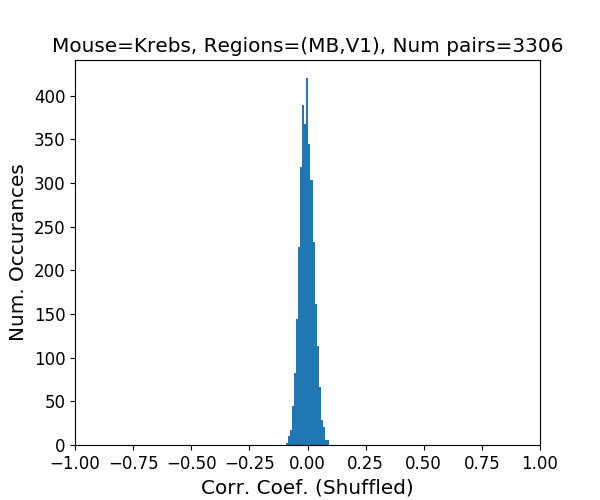 Mouse=Krebs, Regions=(MB,V1), Num pairs=3306
Num. Occurances
400
350
300
250
200
150
100
50
0
−1.00 −0.75 −0.50 −0.25 0.00 0.25 0.50 0.75 1.00
Corr. Coef. (Shuffled)